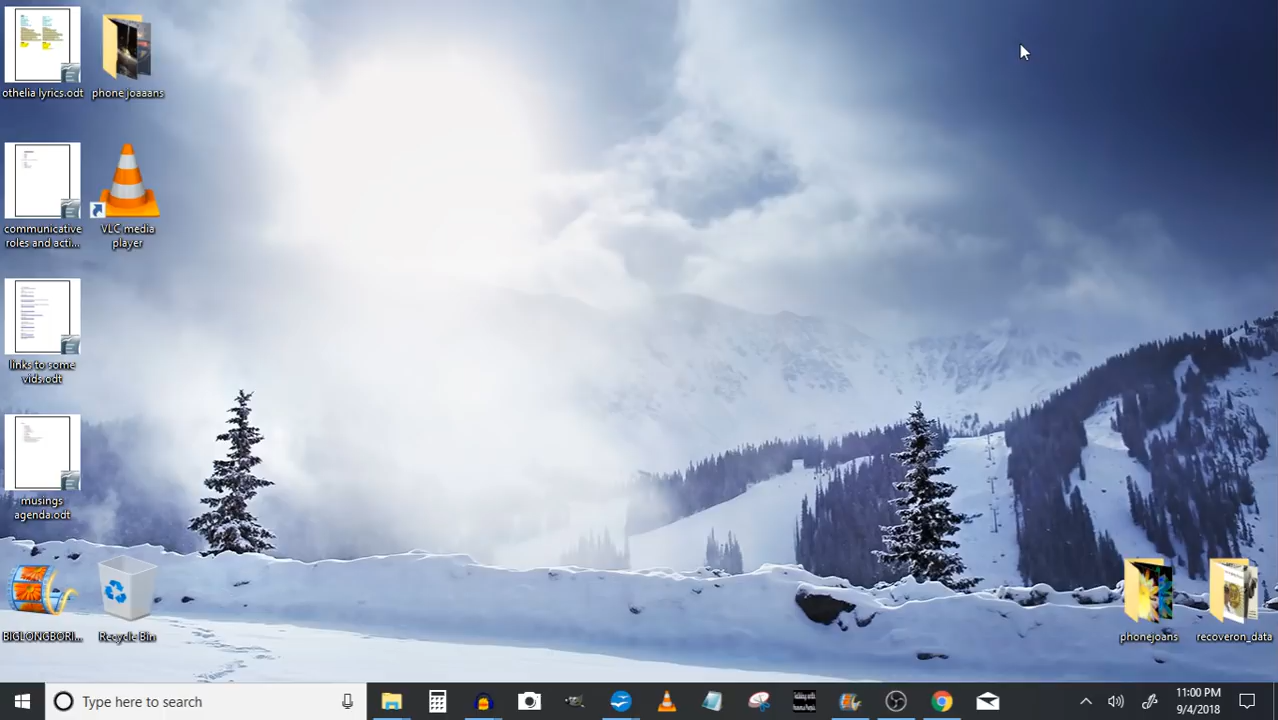 othelia lyrics.odt
phone joaaans
communicative
roles and acti...
VLC media
player
links to some
vids.odt
musings
agenda.odt
BIGLONGBORI...
Recycle Bin
phonejoans
recoveron_data
Type here to search
11:00 PM
9/4/2018